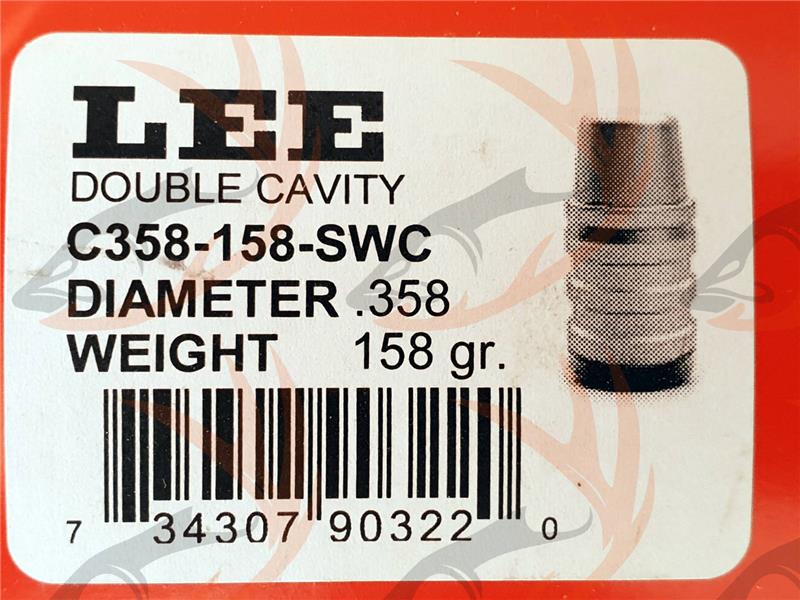 LEE
DOUBLE CAVITY
C358-158-SWC
DIAMETER .358
WEIGHT 158 gr.
7 34307 90322 0